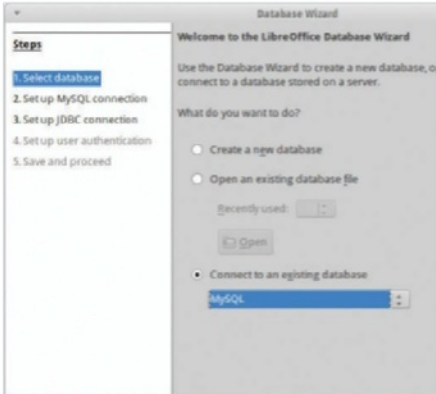 Database Wizard
Steps
1. Select database
2. Set up MySQL connection
3. Set up JDBC connection
4. Set up user authentication
5. Save and proceed
Welcome to the LibreOffice Database Wizard
Use the Database Wizard to create a new database, o
connect to a database stored on a server.
What do you want to do?
Create a new database
Open an existing database file
Recently used:
Open
Connect to an existing database
MySQL